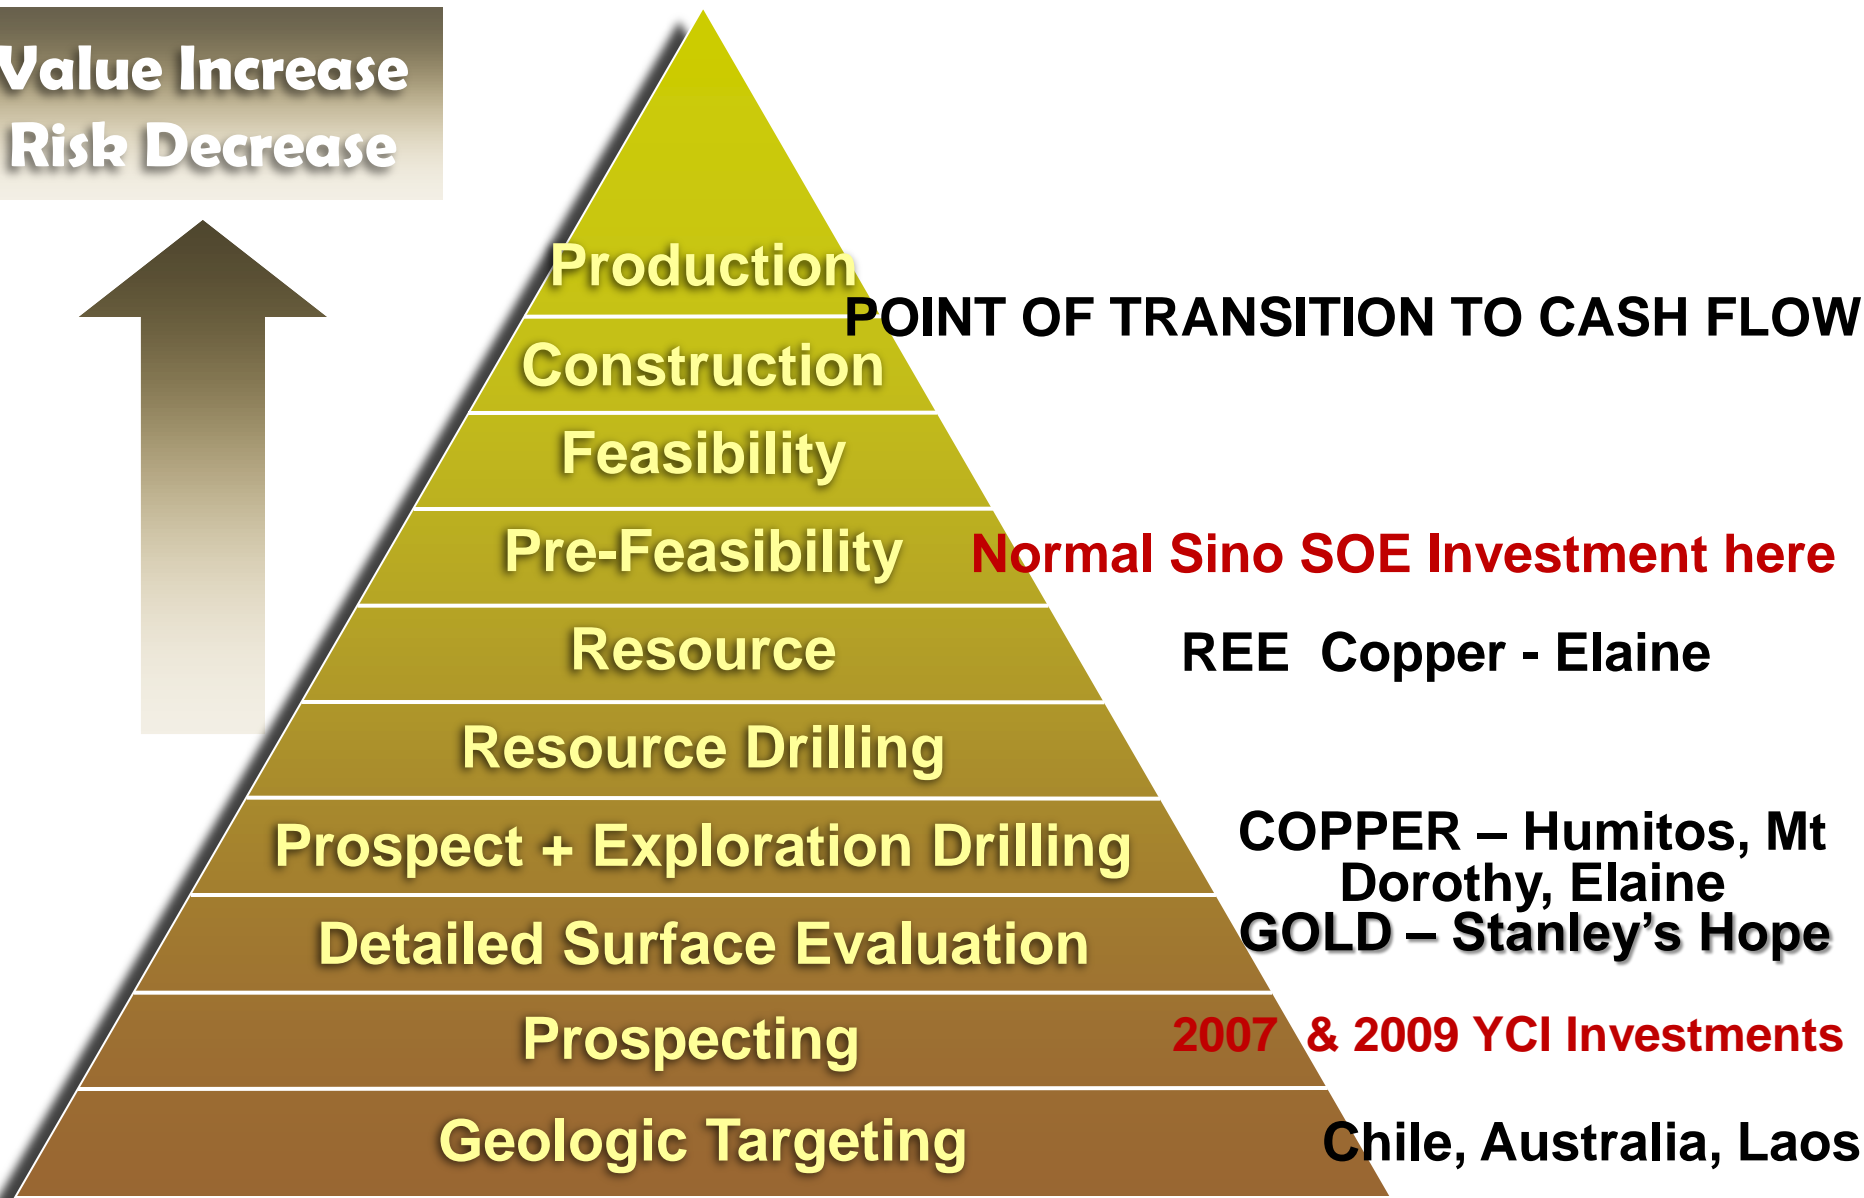 Value Increase
Risk Decrease
Production
POINT OF TRANSITION TO CASH FLOW
Construction
Feasibility
Pre-Feasibility
Normal Sino SOE Investment here
Resource
REE  Copper - Elaine
Resource Drilling
Prospect + Exploration Drilling
COPPER – Humitos, Mt
Dorothy, Elaine
Detailed Surface Evaluation
GOLD – Stanley’s Hope
Prospecting
2007  & 2009 YCI Investments
Geologic Targeting
Chile, Australia, Laos